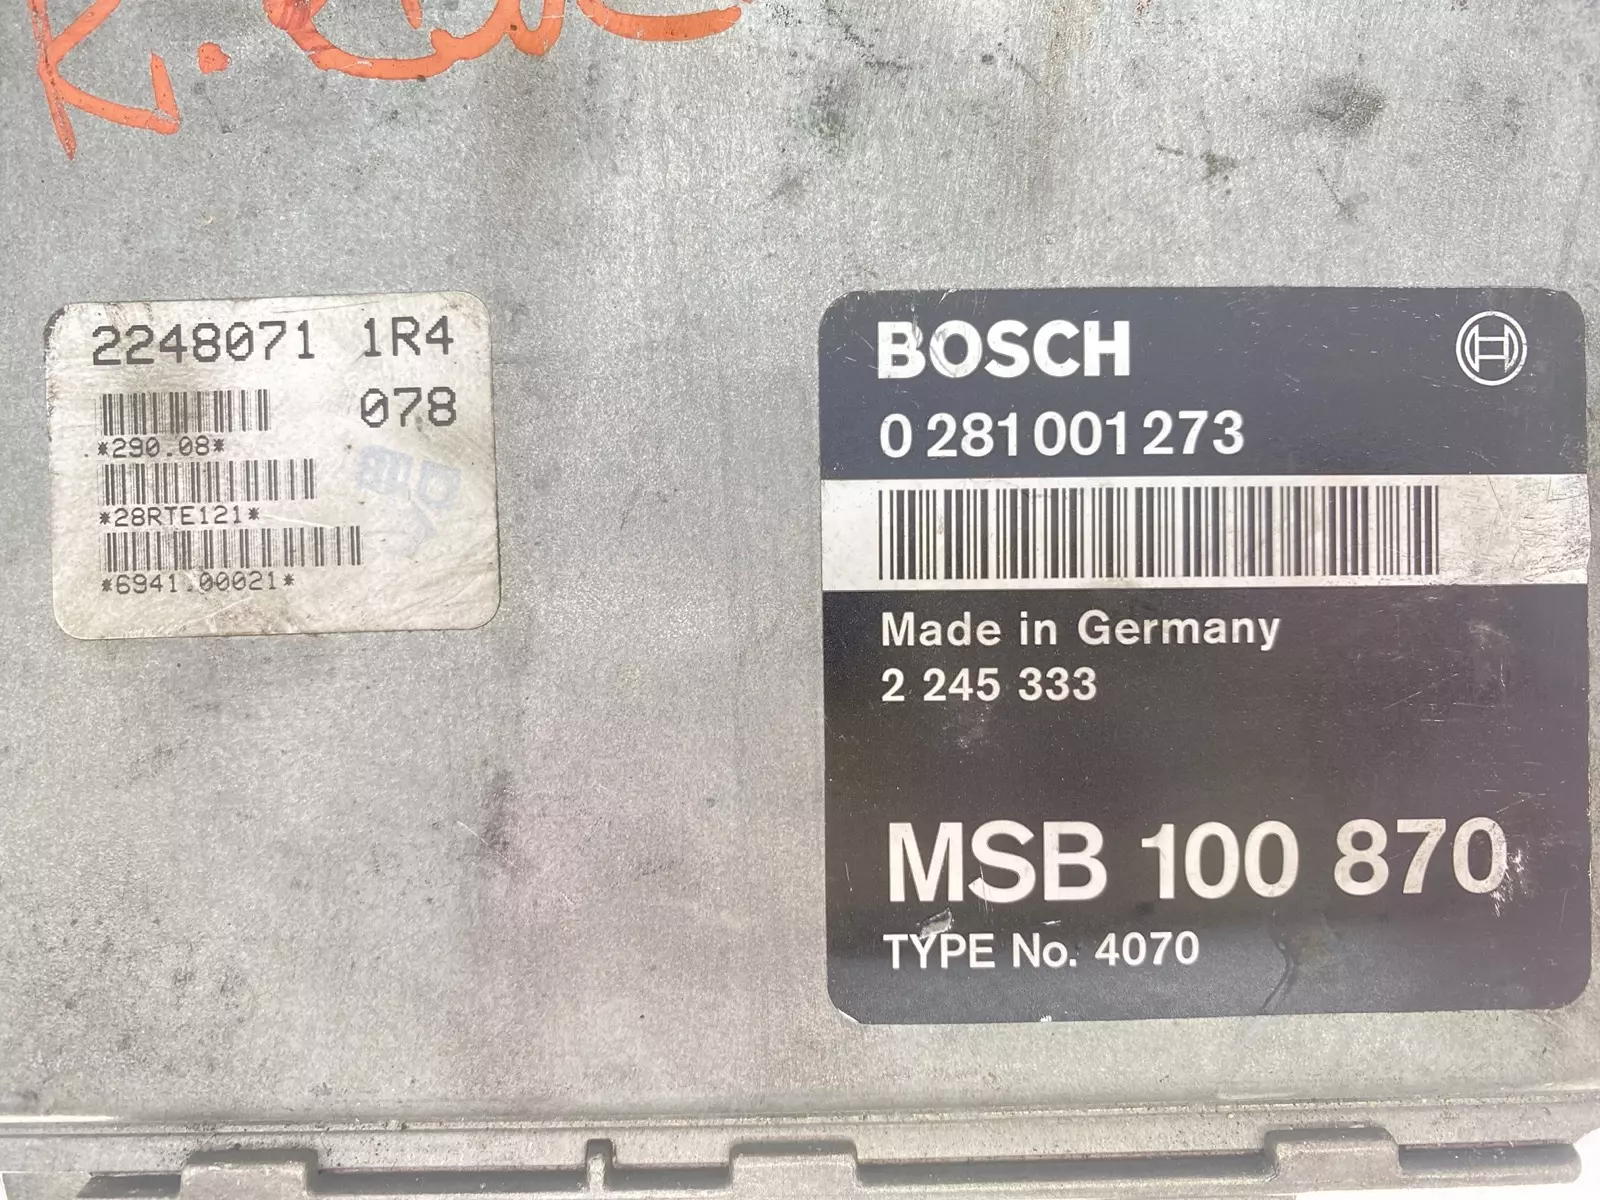 2248071 1R4
078
*290.08*
*28RTE121*
*6941.00021*
BOSCH
0 281 001 273
Made in Germany
2 245 333
MSB 100 870
TYPE No. 4070